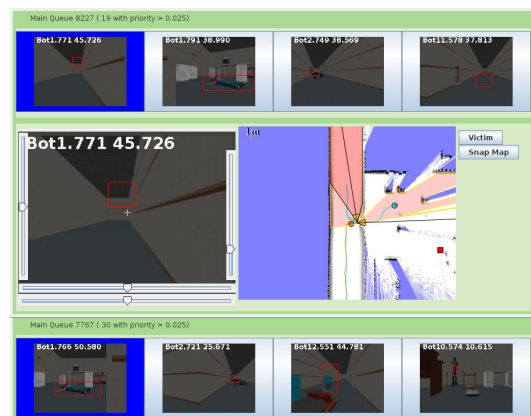 Main Queue 8227 ( 19 with priority > 0.025)
Bot1.771 45.726
Bot1.791 38.990
Bot2.749 38.569
Bot11.578 37.813
Bot1.771 45.726
1m
Victim
Snap Map
Main Queue 7767 ( 30 with priority > 0.025)
Bot1.766 50.580
Bot2.721 25.671
Bot12.551 44.781
Bot10.574 10.615